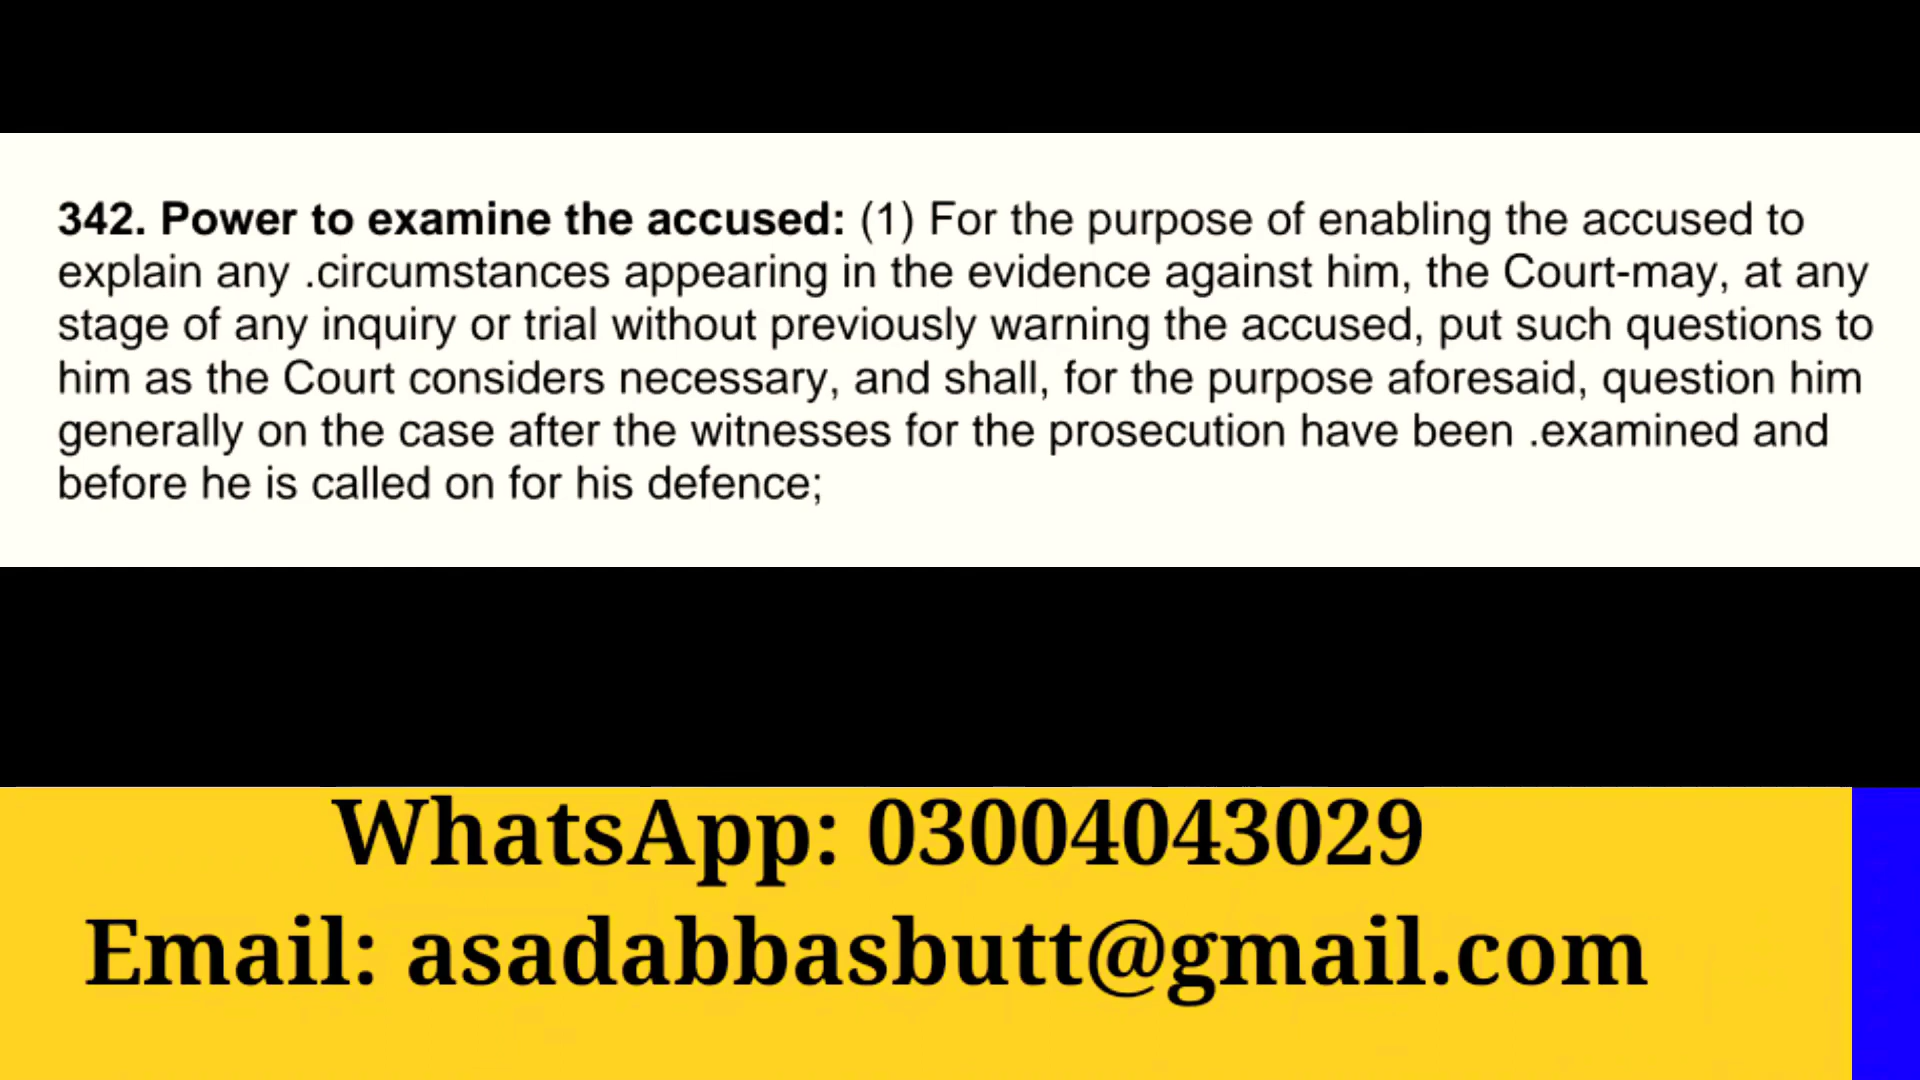 342. Power to examine the accused: (1) For the purpose of enabling the accused to
explain any .circumstances appearing in the evidence against him, the Court-may, at any
stage of any inquiry or trial without previously warning the accused, put such questions to
him as the Court considers necessary, and shall, for the purpose aforesaid, question him
generally on the case after the witnesses for the prosecution have been .examined and
before he is called on for his defence;
WhatsApp: 03004043029
Email: asadabbasbutt@gmail.com